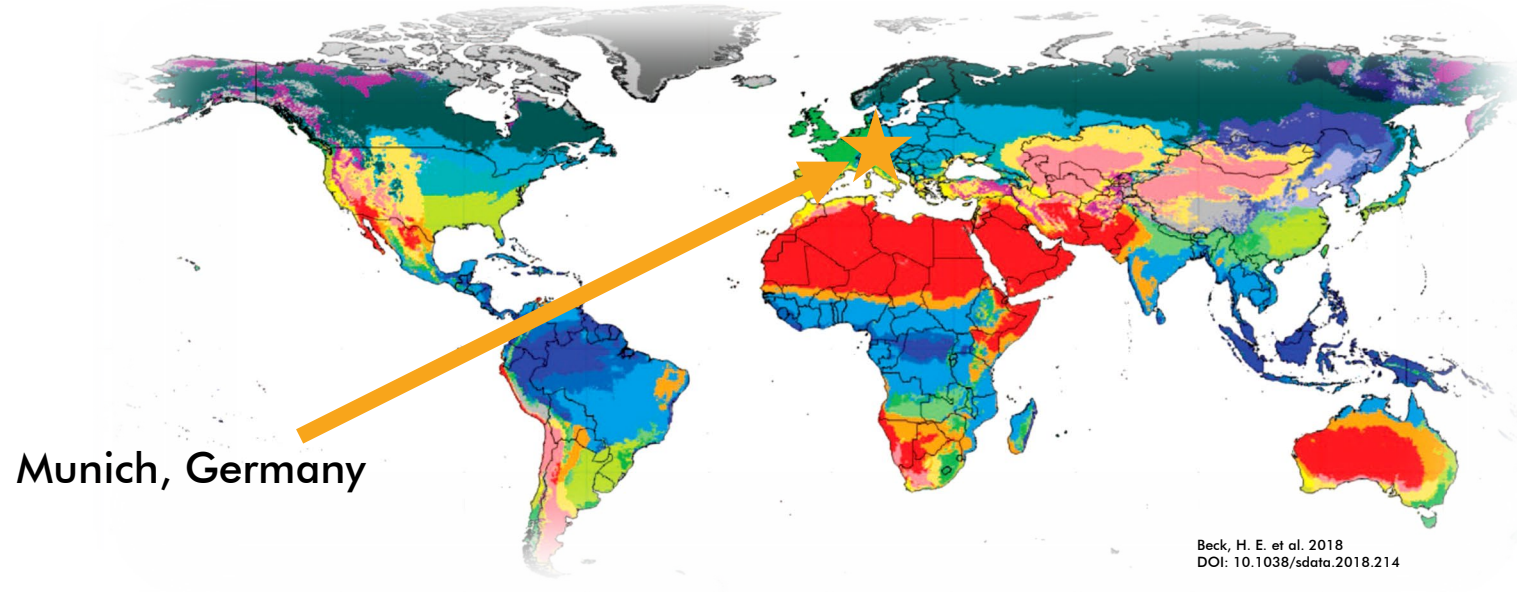 Munich, Germany
Beck, H. E. et al. 2018
DOI: 10.1038/sdata.2018.214